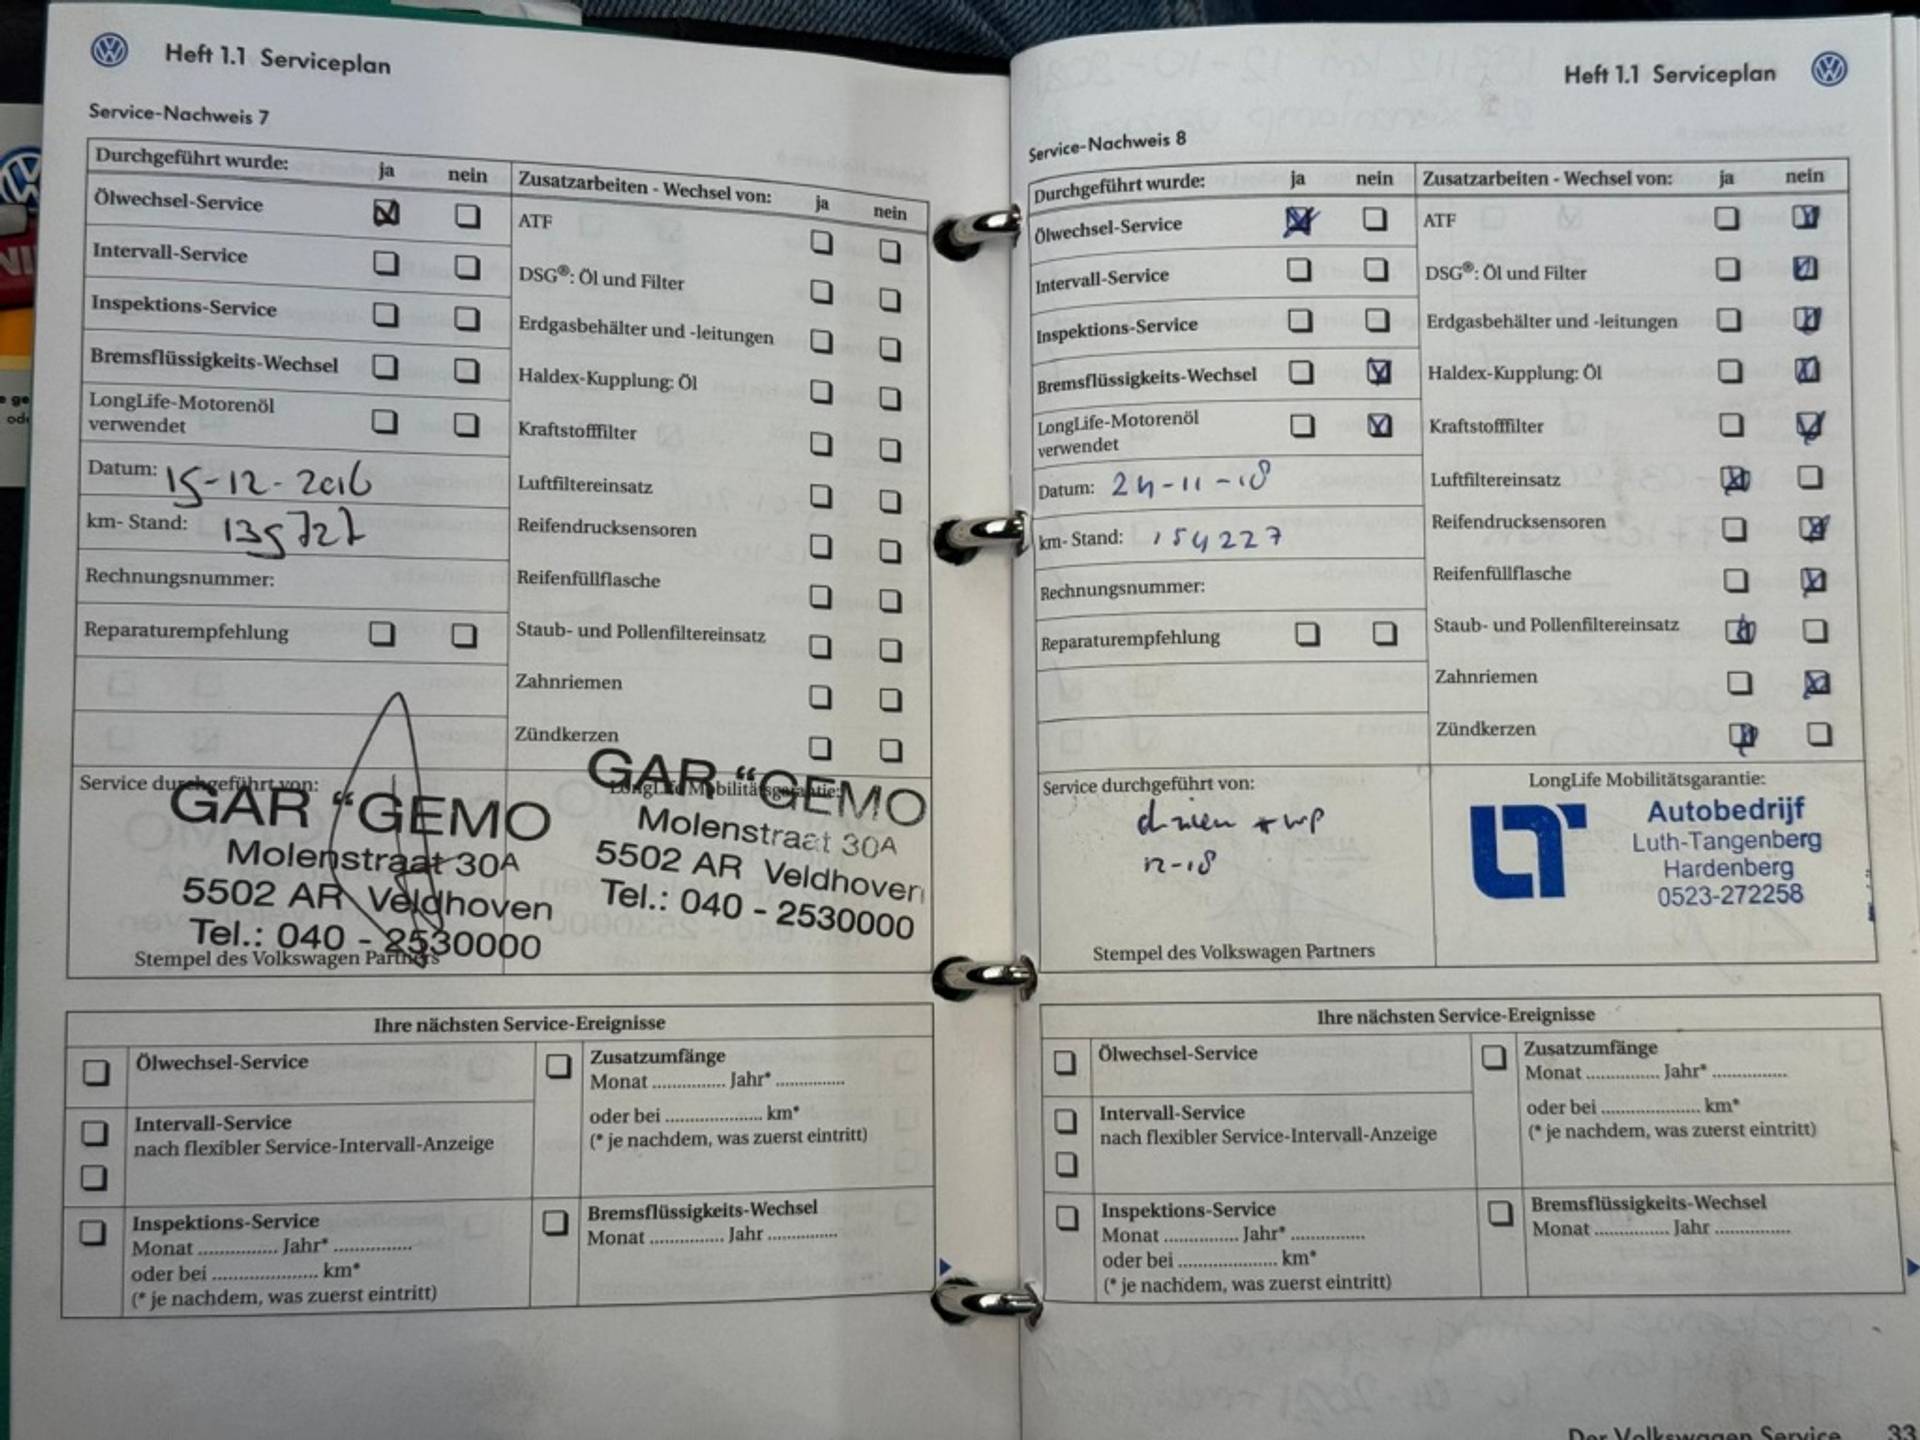 Heft 1.1 Serviceplan
Service-Nachweis 7
Durchgeführt wurde: ja nein
Ölwechsel-Service
Intervall-Service
Inspektions-Service
Bremsflüssigkeits-Wechsel
LongLife-Motorenöl
verwendet
Datum: 15-12-2016
km- Stand: 139727
Rechnungsnummer:
Reparaturempfehlung
Zusatzarbeiten - Wechsel von: ja nein
ATF
DSG®: Öl und Filter
Erdgasbehälter und -leitungen
Haldex-Kupplung: Öl
Kraftstofffilter
Luftfiltereinsatz
Reifendrucksensoren
Reifenfüllflasche
Staub- und Pollenfiltereinsatz
Zahnriemen
Zündkerzen
Service durchgeführt von:
GAR “GEMO
Molenstraat 30A
5502 AR Veldhoven
Tel.: 040 - 2530000
Stempel des Volkswagen Partners
LongLife Mobilitätsgarantie:
GAR “GEMO
Molenstraat 30A
5502 AR Veldhoven
Tel.: 040 - 2530000
Ihre nächsten Service-Ereignisse
Ölwechsel-Service
Intervall-Service
nach flexibler Service-Intervall-Anzeige
Inspektions-Service
Monat .............. Jahr* ..............
oder bei ..................... km*
(* je nachdem, was zuerst eintritt)
Zusatzumfänge
Monat .............. Jahr* ..............
oder bei ................... km*
(* je nachdem, was zuerst eintritt)
Bremsflüssigkeits-Wechsel
Monat .............. Jahr ..............
Heft 1.1 Serviceplan
Service-Nachweis 8
Durchgeführt wurde: ja nein
Ölwechsel-Service
Intervall-Service
Inspektions-Service
Bremsflüssigkeits-Wechsel
LongLife-Motorenöl
verwendet
Datum: 24-11-18
km- Stand: 154227
Rechnungsnummer:
Reparaturempfehlung
Zusatzarbeiten - Wechsel von: ja nein
ATF
DSG®: Öl und Filter
Erdgasbehälter und -leitungen
Haldex-Kupplung: Öl
Kraftstofffilter
Luftfiltereinsatz
Reifendrucksensoren
Reifenfüllflasche
Staub- und Pollenfiltereinsatz
Zahnriemen
Zündkerzen
Service durchgeführt von:
Stempel des Volkswagen Partners
LongLife Mobilitätsgarantie:
Autobedrijf
Luth-Tangenberg
Hardenberg
0523-272258
Ihre nächsten Service-Ereignisse
Ölwechsel-Service
Intervall-Service
nach flexibler Service-Intervall-Anzeige
Inspektions-Service
Monat .............. Jahr* ..............
oder bei .................... km*
(* je nachdem, was zuerst eintritt)
Zusatzumfänge
Monat .............. Jahr* ..............
oder bei ................... km*
(* je nachdem, was zuerst eintritt)
Bremsflüssigkeits-Wechsel
Monat .............. Jahr ..............
Der Volkswagen Service 33